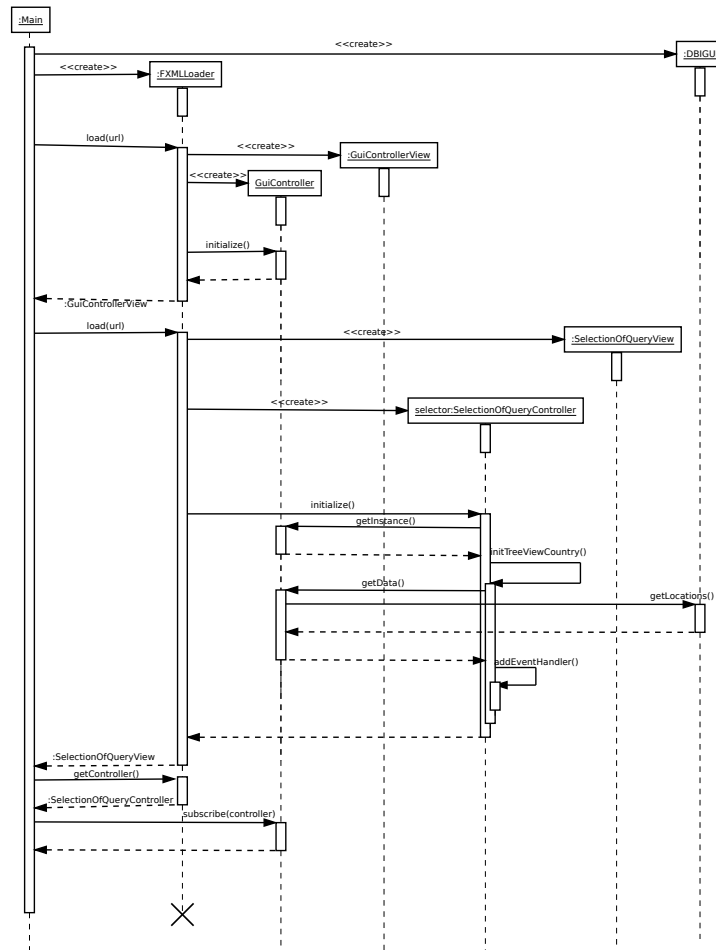 :Main
<<create>>
:DBIGU
<<create>>
:FXMLLoader
load(url)
<<create>>
:GuiControllerView
<<create>>
GuiController
initialize()
:GuiControllerView
load(url)
<<create>>
:SelectionOfQueryView
<<create>>
selector:SelectionOfQueryController
initialize()
getInstance()
initTreeViewCountry()
getData()
getLocations()
addEventHandler()
:SelectionOfQueryView
getController()
:SelectionOfQueryController
subscribe(controller)